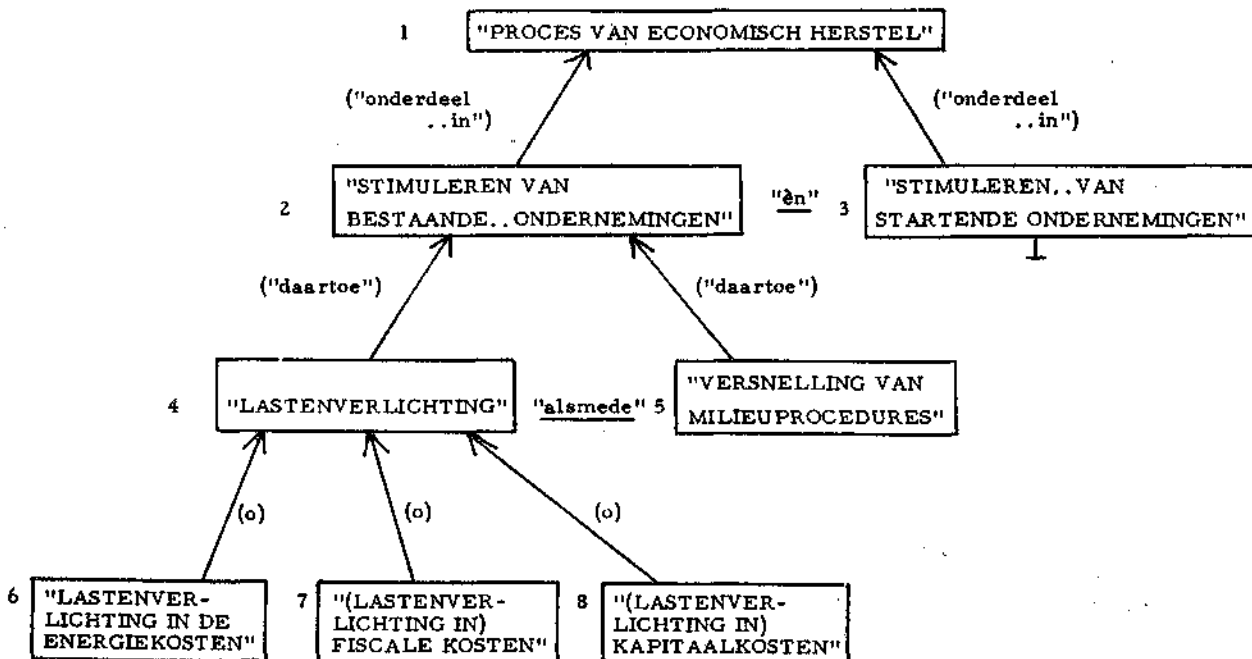 1 "PROCES VAN ECONOMISCH HERSTEL"
("onderdeel
..in")
("onderdeel
..in")
2 "STIMULEREN VAN
BESTAANDE..ONDERNEMINGEN"
"èn"
3 "STIMULEREN..VAN
STARTENDE ONDERNEMINGEN"
("daartoe")
("daartoe")
4 "LASTENVERLICHTING"
"alsmede"
5 "VERSNELLING VAN
MILIEUPROCEDURES"
(o)
(o)
(o)
6 "LASTENVER-
LICHTING IN DE
ENERGIEKOSTEN"
7 "(LASTENVER-
LICHTING IN)
FISCALE KOSTEN"
8 "(LASTENVER-
LICHTING IN)
KAPITAALKOSTEN"